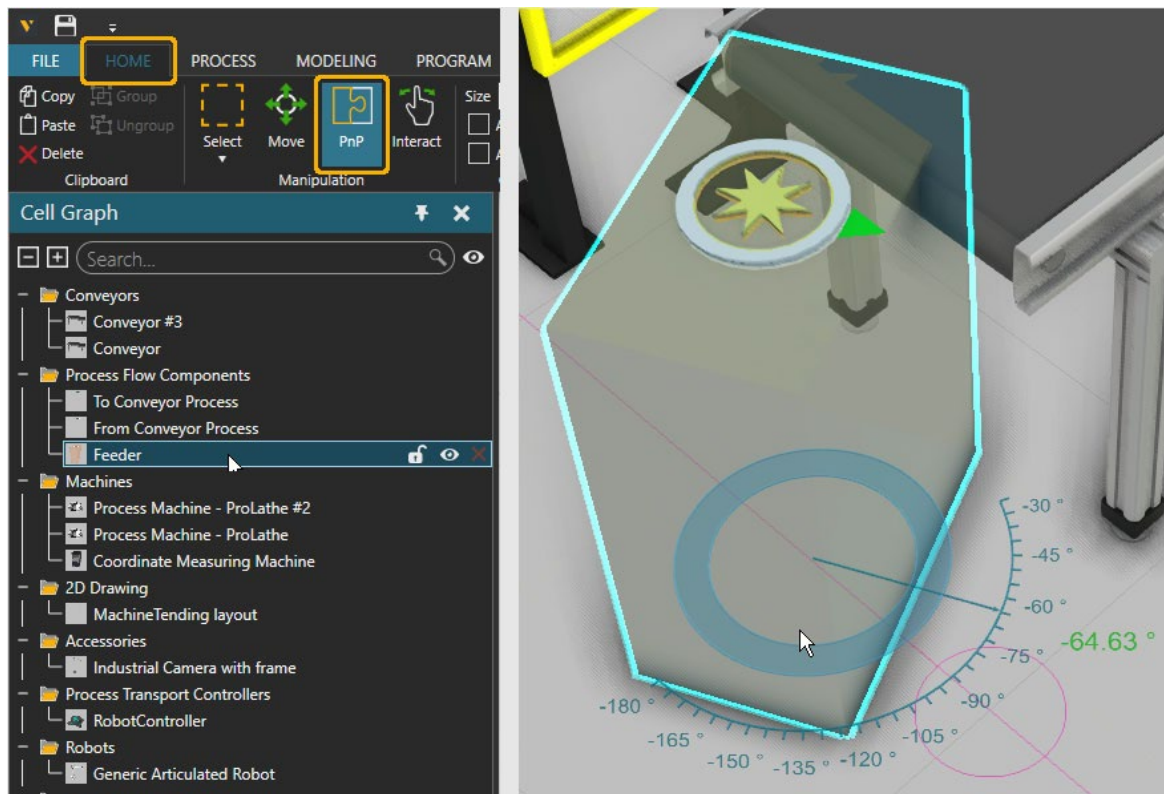 FILE
HOME
PROCESS
MODELING
PROGRAM
Copy
Group
Paste
Ungroup
Delete
Clipboard
Select
Move
PnP
Interact
Manipulation
Size
Cell Graph
Search...
Conveyors
Conveyor #3
Conveyor
Process Flow Components
To Conveyor Process
From Conveyor Process
Feeder
Machines
Process Machine - ProLathe #2
Process Machine - ProLathe
Coordinate Measuring Machine
2D Drawing
MachineTending layout
Accessories
Industrial Camera with frame
Process Transport Controllers
RobotController
Robots
Generic Articulated Robot
-30 °
-45 °
-60 °
-64.63 °
-75 °
-90 °
-105 °
-120 °
-135 °
-150 °
-165 °
-180 °